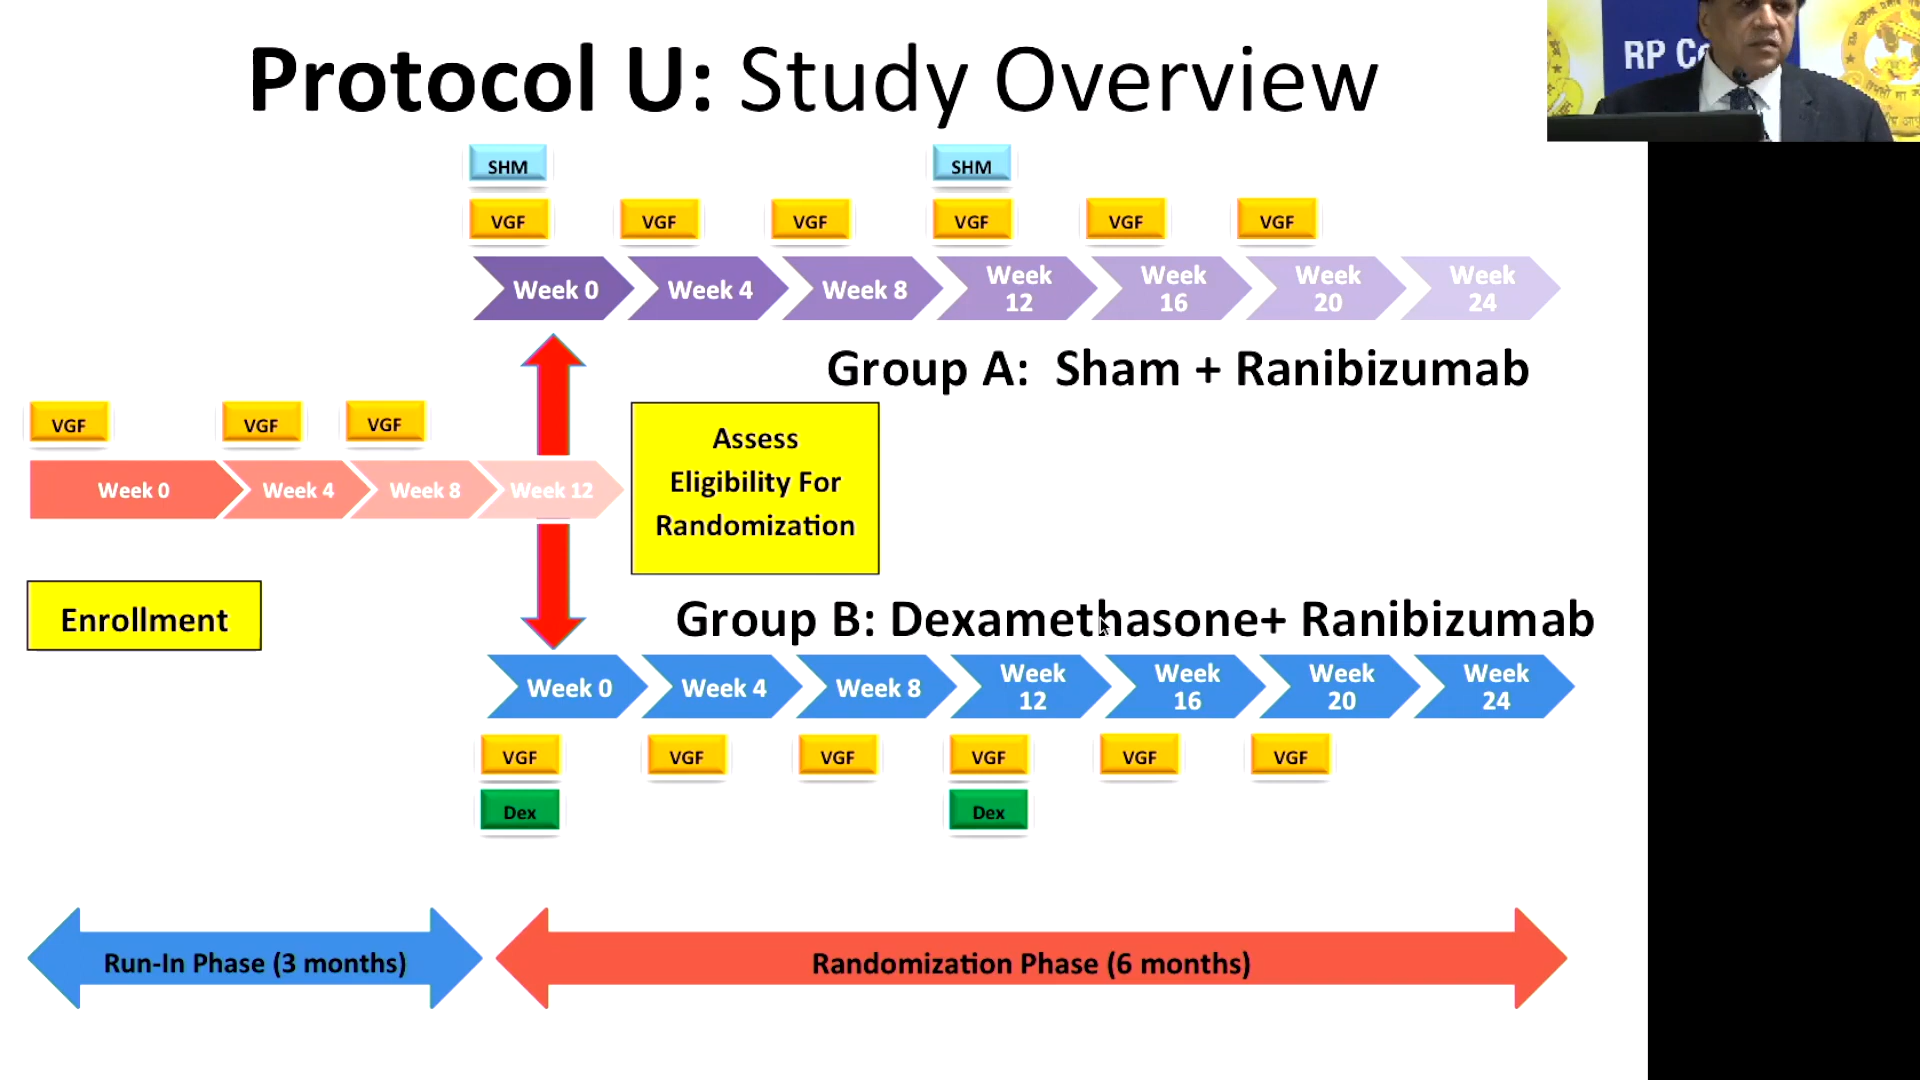 Protocol U: Study Overview
RP Ce
SHM
SHM
VGF
VGF
VGF
VGF
VGF
VGF
Week 0
Week 4
Week 8
Week
12
Week
16
Week
20
Week
24
Group A: Sham + Ranibizumab
VGF
VGF
VGF
Week 0
Week 4
Week 8
Week 12
Assess
Eligibility For
Randomization
Enrollment
Group B: Dexamethasone+ Ranibizumab
Week 0
Week 4
Week 8
Week
12
Week
16
Week
20
Week
24
VGF
VGF
VGF
VGF
VGF
VGF
Dex
Dex
Run-In Phase (3 months)
Randomization Phase (6 months)